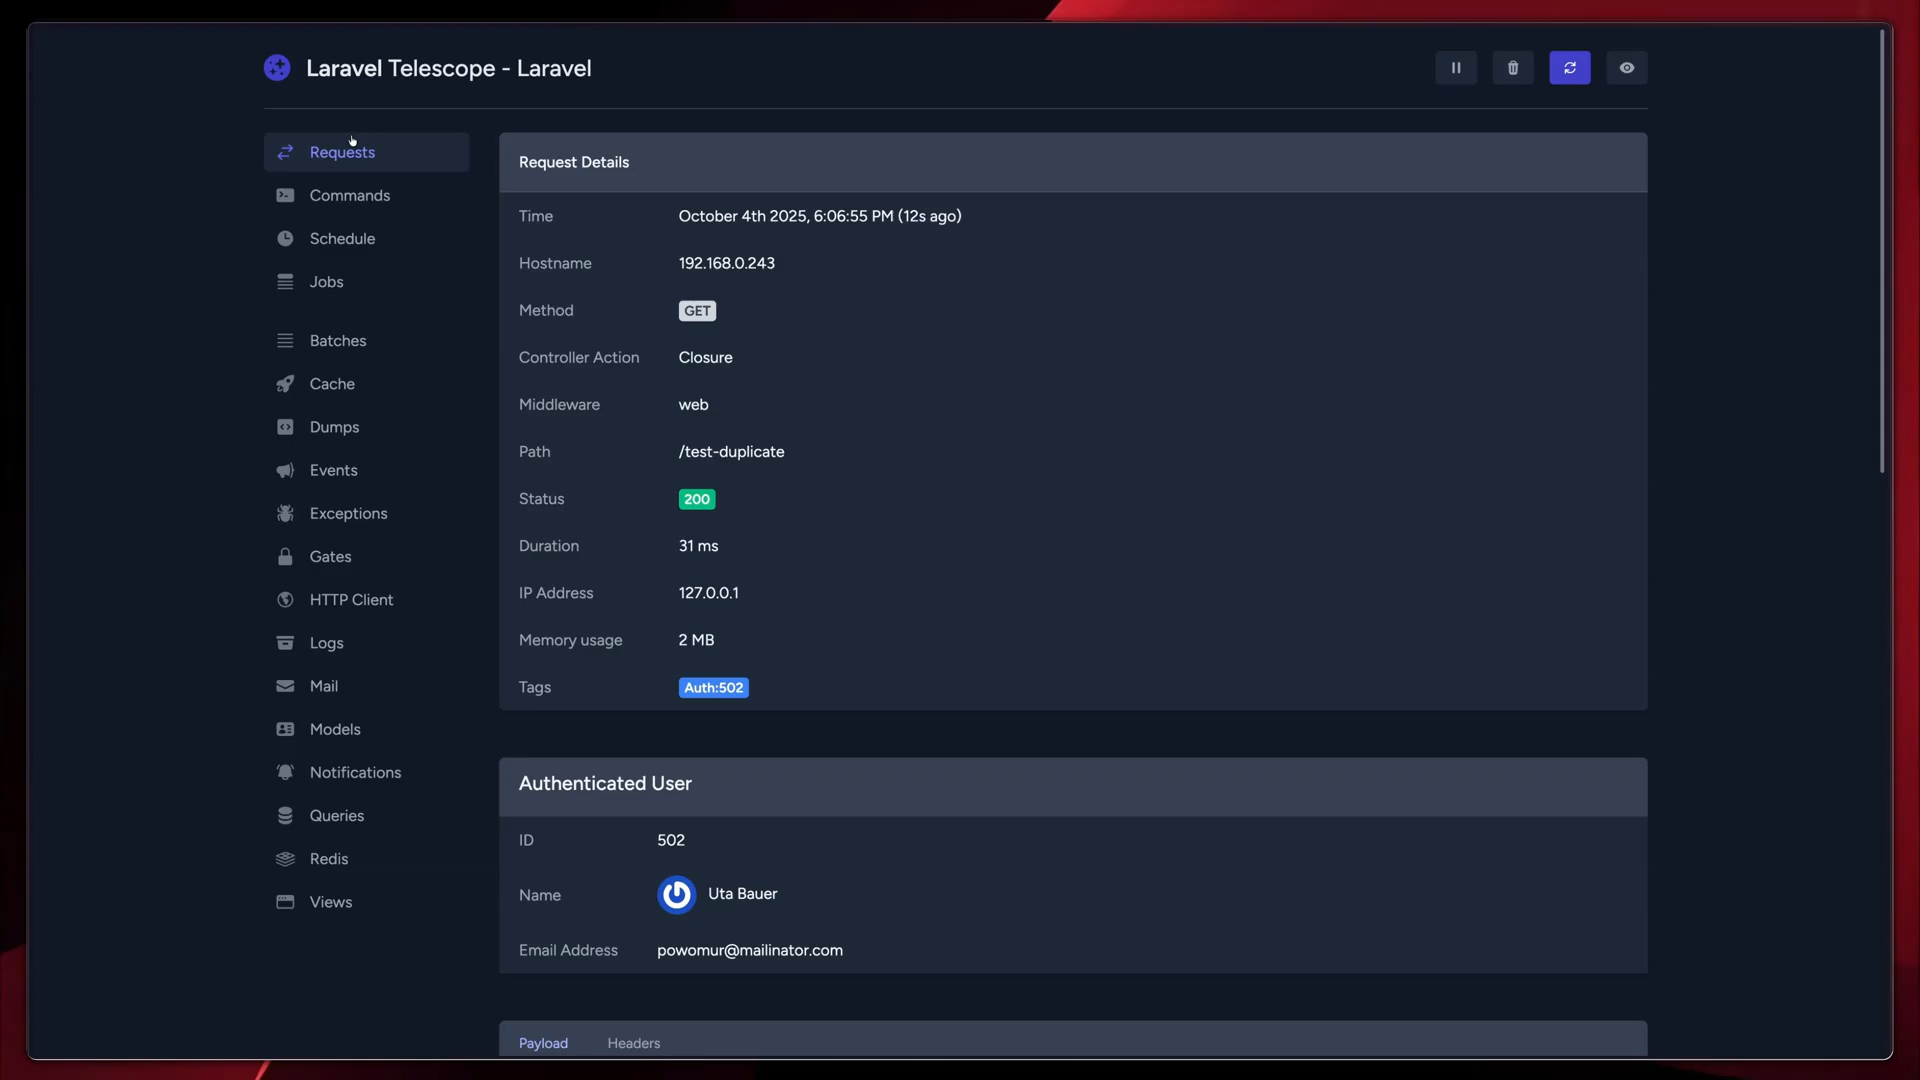 Laravel Telescope - Laravel
Requests
Commands
Schedule
Jobs
Batches
Cache
Dumps
Events
Exceptions
Gates
HTTP Client
Logs
Mail
Models
Notifications
Queries
Redis
Views
Request Details
Time October 4th 2025, 6:06:55 PM (12s ago)
Hostname 192.168.0.243
Method GET
Controller Action Closure
Middleware web
Path /test-duplicate
Status 200
Duration 31 ms
IP Address 127.0.0.1
Memory usage 2 MB
Tags Auth:502
Authenticated User
ID 502
Name Uta Bauer
Email Address powomur@mailinator.com
Payload Headers